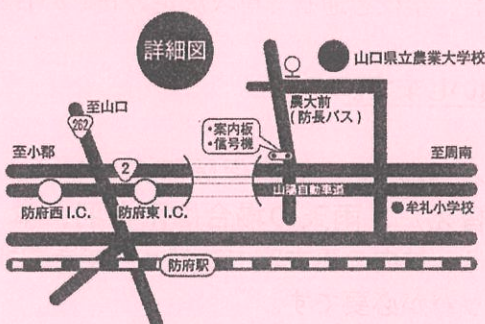 詳細図
山口県立農業大学校
農大前
(防長バス)
至山口
262
・案内板
・信号機
至小郡
2
至周南
山陽自動車道
防府西I.C.
防府東I.C.
牟礼小学校
防府駅